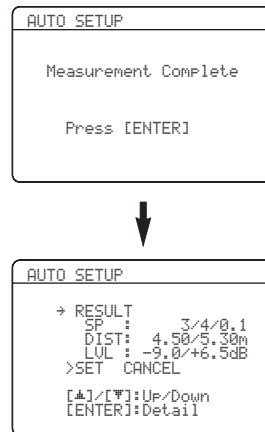 AUTO SETUP
Measurement Complete
Press [ENTER]
AUTO SETUP
→ RESULT
SP : 3/4/0.1
DIST: 4.50/5.30m
LVL : -9.0/+6.5dB
>SET CANCEL
[▲]/[▼]:Up/Down
[ENTER]:Detail